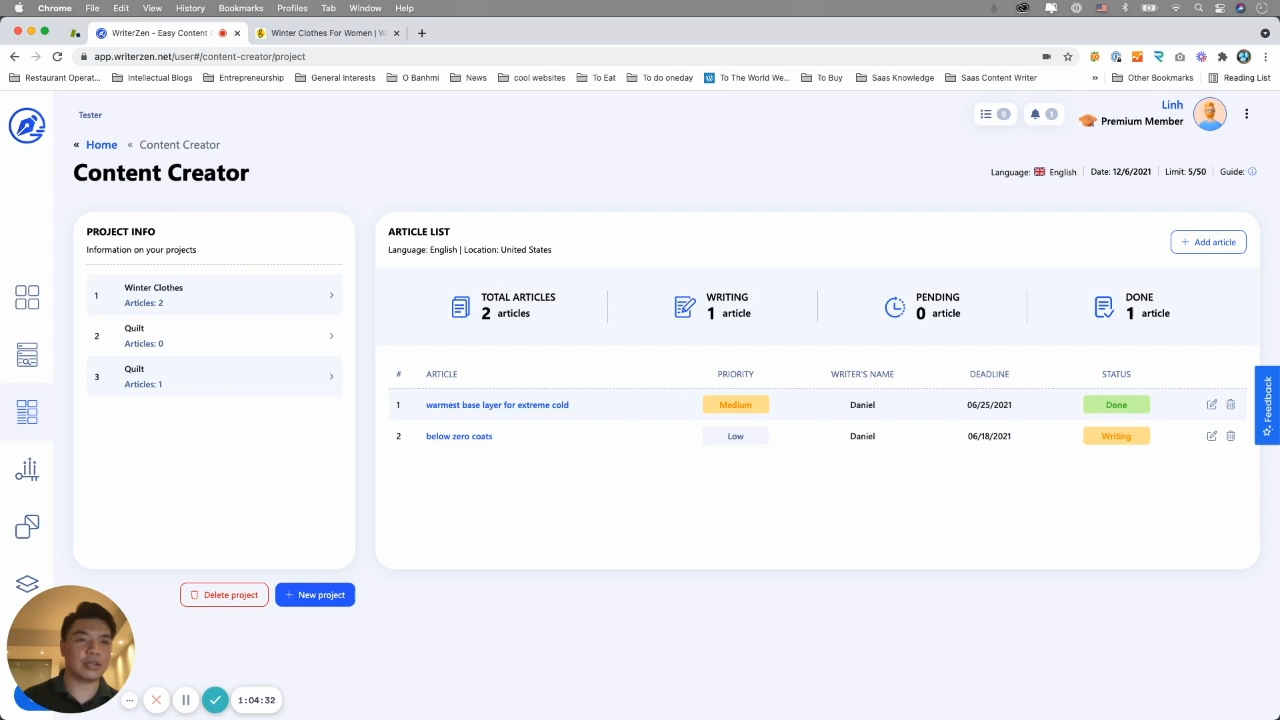 Chrome File Edit View History Bookmarks Profiles Tab Window Help
WriterZen - Easy Content
Winter Clothes For Women | W
app.writerzen.net/user#/content-creator/project
Restaurant Operat... Intellectual Blogs Entrepreneurship General Interests O Banhmi News cool websites To Eat To do oneday To The World We... To Buy Saas Knowledge Saas Content Writer » Other Bookmarks Reading List
Tester
« Home « Content Creator
9 1
Linh
Premium Member
Content Creator
Language: English Date: 12/6/2021 Limit: 5/50 Guide:
PROJECT INFO
Information on your projects
1 Winter Clothes
Articles: 2
2 Quilt
Articles: 0
3 Quilt
Articles: 1
Delete project
+ New project
ARTICLE LIST
Language: English | Location: United States
+ Add article
TOTAL ARTICLES
2 articles
WRITING
1 article
PENDING
0 article
DONE
1 article
# ARTICLE PRIORITY WRITER'S NAME DEADLINE STATUS
1 warmest base layer for extreme cold Medium Daniel 06/25/2021 Done
2 below zero coats Low Daniel 06/18/2021 Writing
Feedback
1:04:32